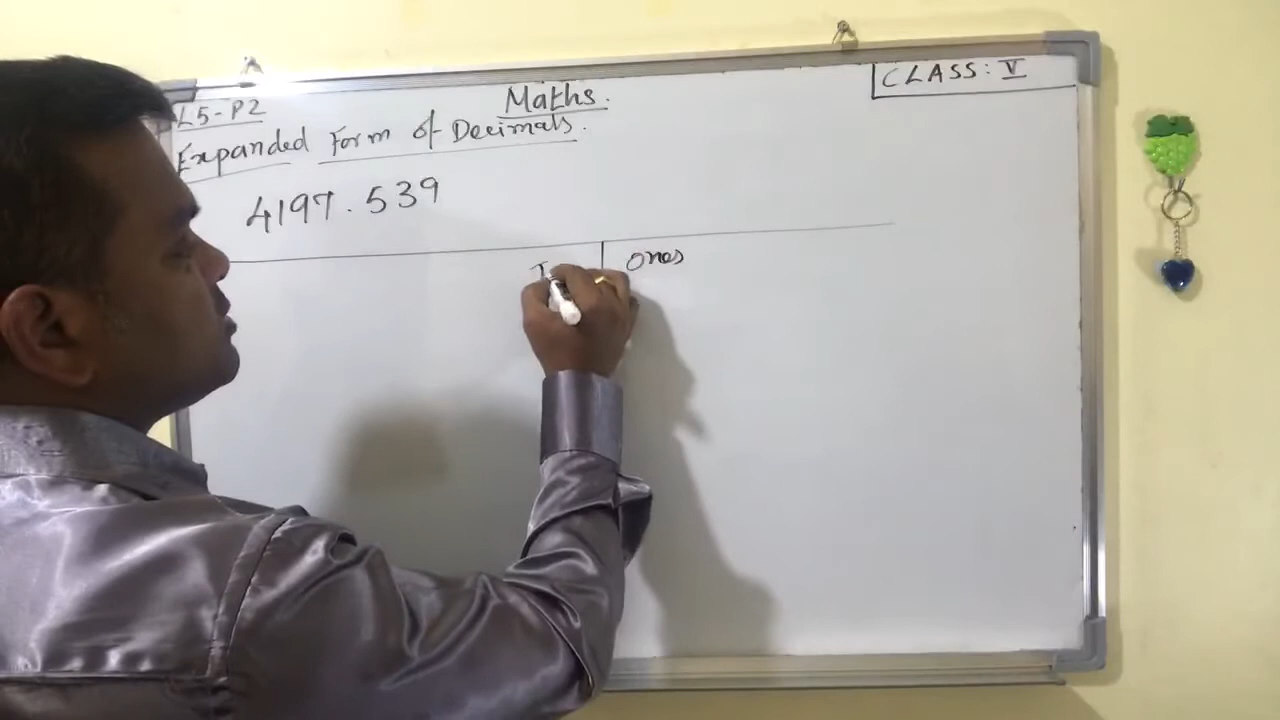 CLASS: V
Maths.
L5-P2
Expanded Form of Decimals.
4197.539
ones